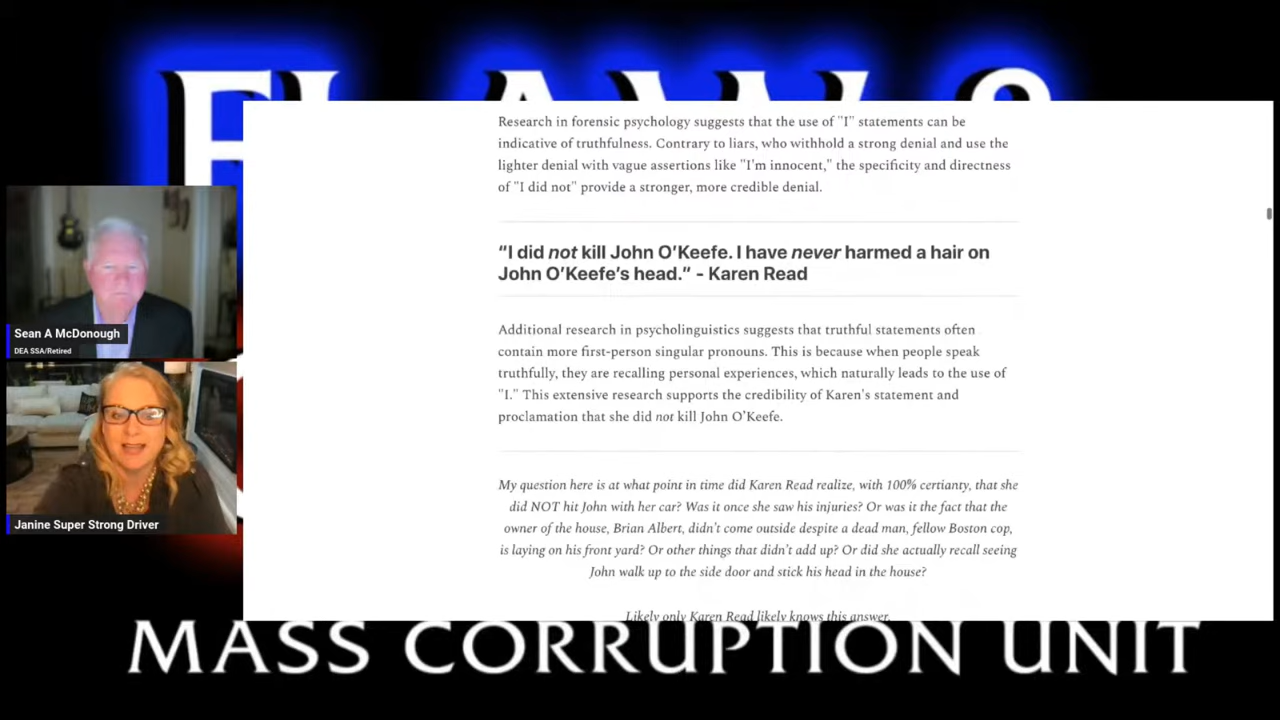 Research in forensic psychology suggests that the use of "I" statements can be
indicative of truthfulness. Contrary to liars, who withhold a strong denial and use the
lighter denial with vague assertions like "I'm innocent," the specificity and directness
of "I did not" provide a stronger, more credible denial.
“I did not kill John O’Keefe. I have never harmed a hair on
John O’Keefe’s head.“ - Karen Read
Additional research in psycholinguistics suggests that truthful statements often
contain more first-person singular pronouns. This is because when people speak
truthfully, they are recalling personal experiences, which naturally leads to the use of
"I." This extensive research supports the credibility of Karen's statement and
proclamation that she did not kill John O’Keefe.
My question here is at what point in time did Karen Read realize, with 100% certianty, that she
did NOT hit John with her car? Was it once she saw his injuries? Or was it the fact that the
owner of the house, Brian Albert, didn’t come outside despite a dead man, fellow Boston cop,
is laying on his front yard? Or other things that didn’t add up? Or did she actually recall seeing
John walk up to the side door and stick his head in the house?
Likely only Karen Read likely knows this answer.
Sean A McDonough
DEA SSA/Retired
Janine Super Strong Driver
MASS CORRUPTION UNIT